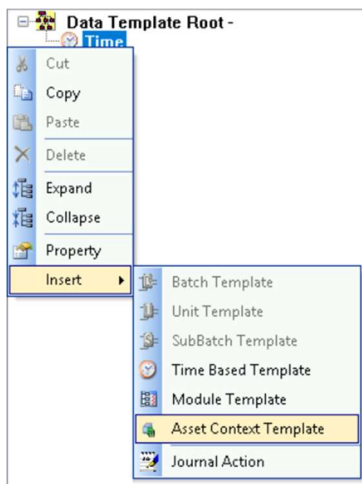 Data Template Root -
Time
Cut
Copy
Paste
Delete
Expand
Collapse
Property
Insert
Batch Template
Unit Template
SubBatch Template
Time Based Template
Module Template
Asset Context Template
Journal Action